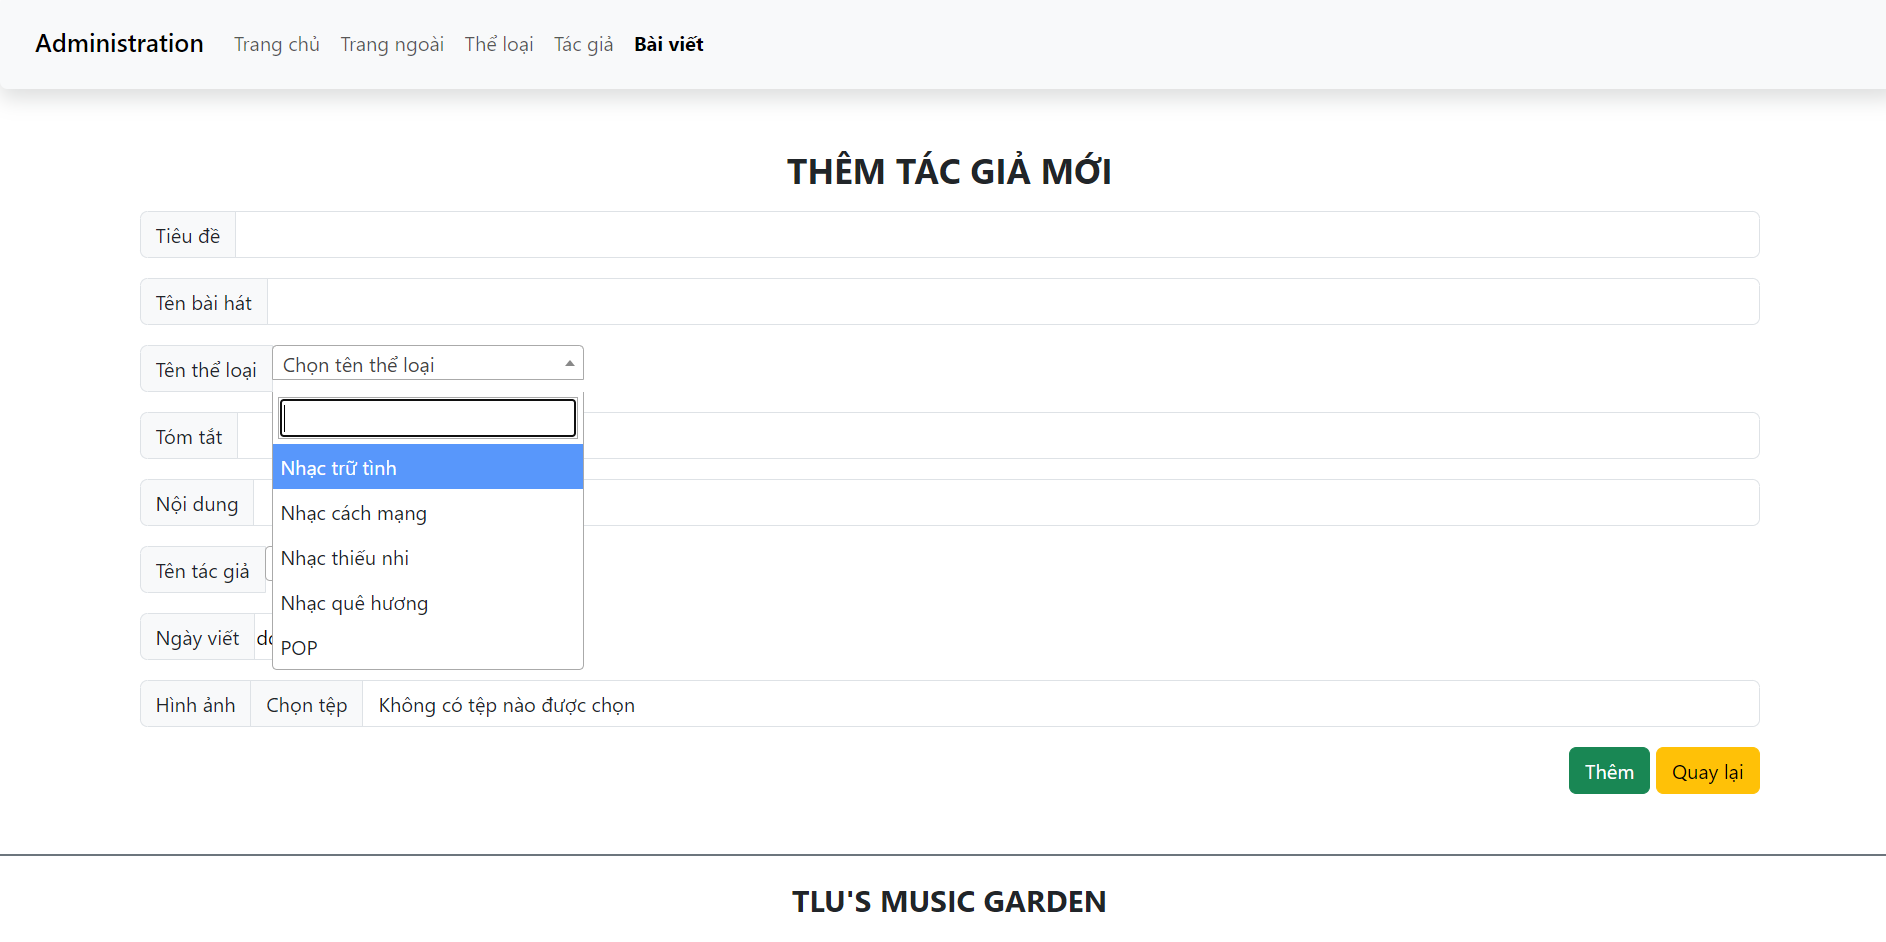 Administration Trang chủ Trang ngoài Thể loại Tác giả Bài viết
THÊM TÁC GIẢ MỚI
Tiêu đề
Tên bài hát
Tên thể loại Chọn tên thể loại
Tóm tắt
Nhạc trữ tình
Nội dung
Nhạc cách mạng
Nhạc thiếu nhi
Tên tác giả
Nhạc quê hương
Ngày viết
POP
Hình ảnh Chọn tệp Không có tệp nào được chọn
Thêm Quay lại
TLU'S MUSIC GARDEN